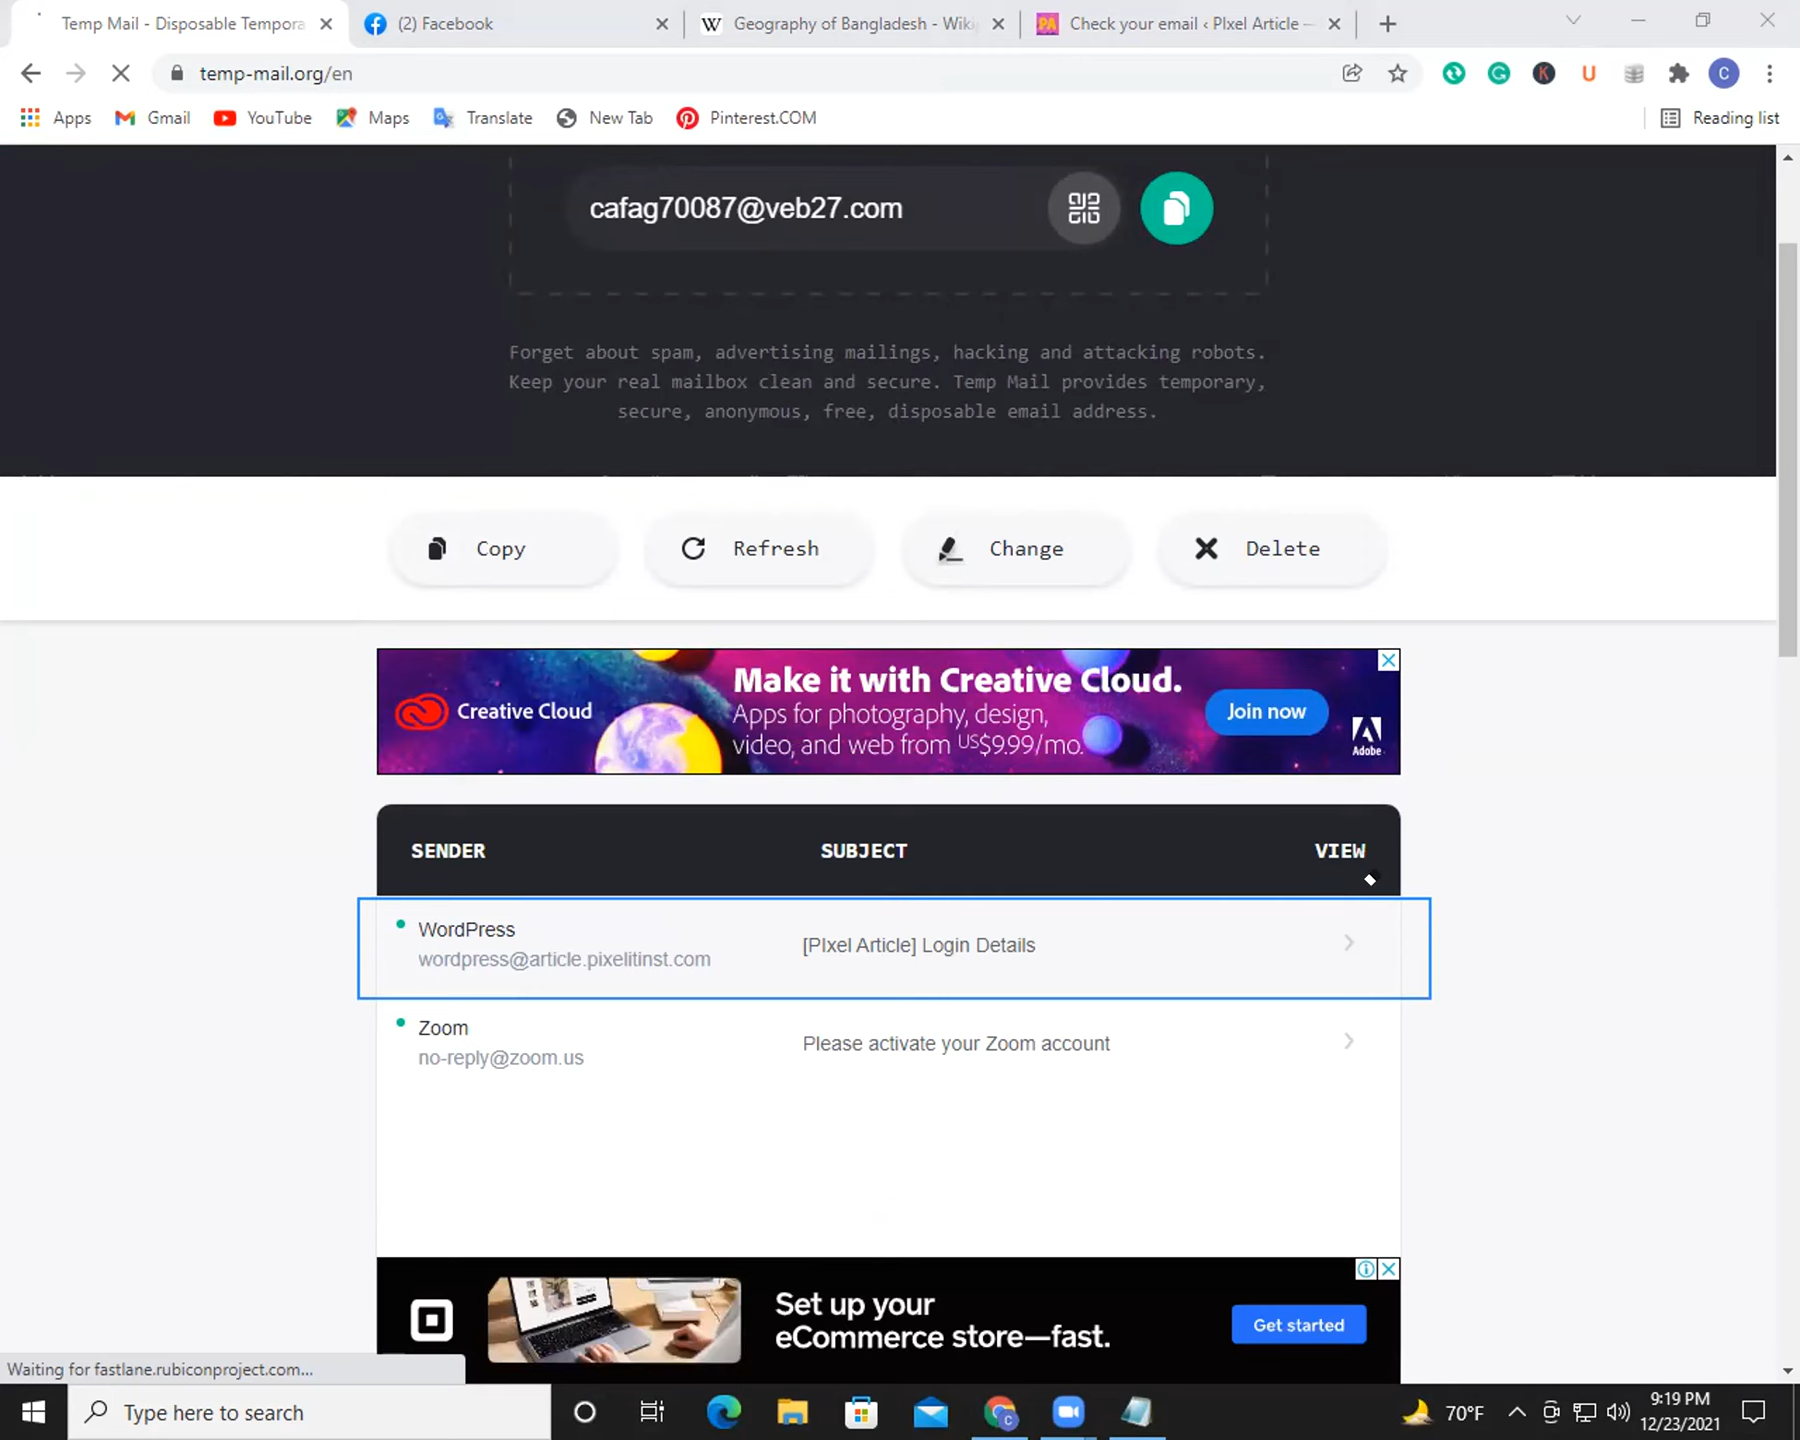 Temp Mail - Disposable Tempora
(2) Facebook
Geography of Bangladesh - Wiki
Check your email ‹ PIxel Article —
temp-mail.org/en
Apps
Gmail
YouTube
Maps
Translate
New Tab
Pinterest.COM
Reading list
cafag70087@veb27.com
Forget about spam, advertising mailings, hacking and attacking robots.
Keep your real mailbox clean and secure. Temp Mail provides temporary,
secure, anonymous, free, disposable email address.
Copy
Refresh
Change
Delete
Creative Cloud
Make it with Creative Cloud.
Apps for photography, design,
video, and web from US$9.99/mo.
Join now
Adobe
SENDER
SUBJECT
VIEW
WordPress
wordpress@article.pixelitinst.com
[PIxel Article] Login Details
Zoom
no-reply@zoom.us
Please activate your Zoom account
Set up your
eCommerce store—fast.
Get started
Waiting for fastlane.rubiconproject.com...
Type here to search
70°F
9:19 PM
12/23/2021